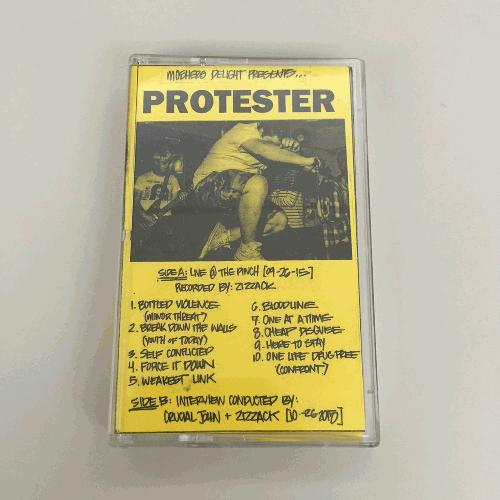 MOSHERS DELIGHT PRESENTS...
PROTESTER
SIDE A: LIVE @ THE PINCH [09-26-15]
RECORDED BY: ZIZZACK
1. BOTTLED VIOLENCE
(MINOR THREAT)
2. BREAK DOWN THE WALLS
(YOUTH OF TODAY)
3. SELF CONFLICTED
4. FORCE IT DOWN
5. WEAKEST LINK
6. BLOODLINE
7. ONE AT A TIME
8. CHEAP DISGUISE
9. HERE TO STAY
10. ONE LIFE DRUG FREE
(CONFRONT)
SIDE B: INTERVIEW CONDUCTED BY:
CRUCIAL JOHN + ZIZZACK [10-26-2015]